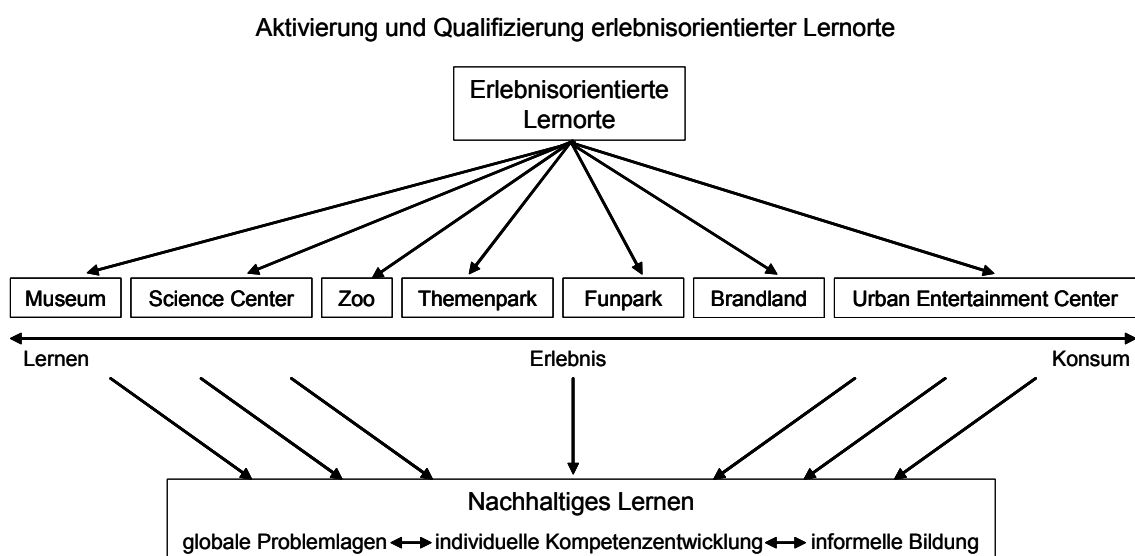 Aktivierung und Qualifizierung erlebnisorientierter Lernorte
Erlebnisorientierte
Lernorte
Museum
Science Center
Zoo
Themenpark
Funpark
Brandland
Urban Entertainment Center
Lernen
Erlebnis
Konsum
Nachhaltiges Lernen
globale Problemlagen
individuelle Kompetenzentwicklung
informelle Bildung